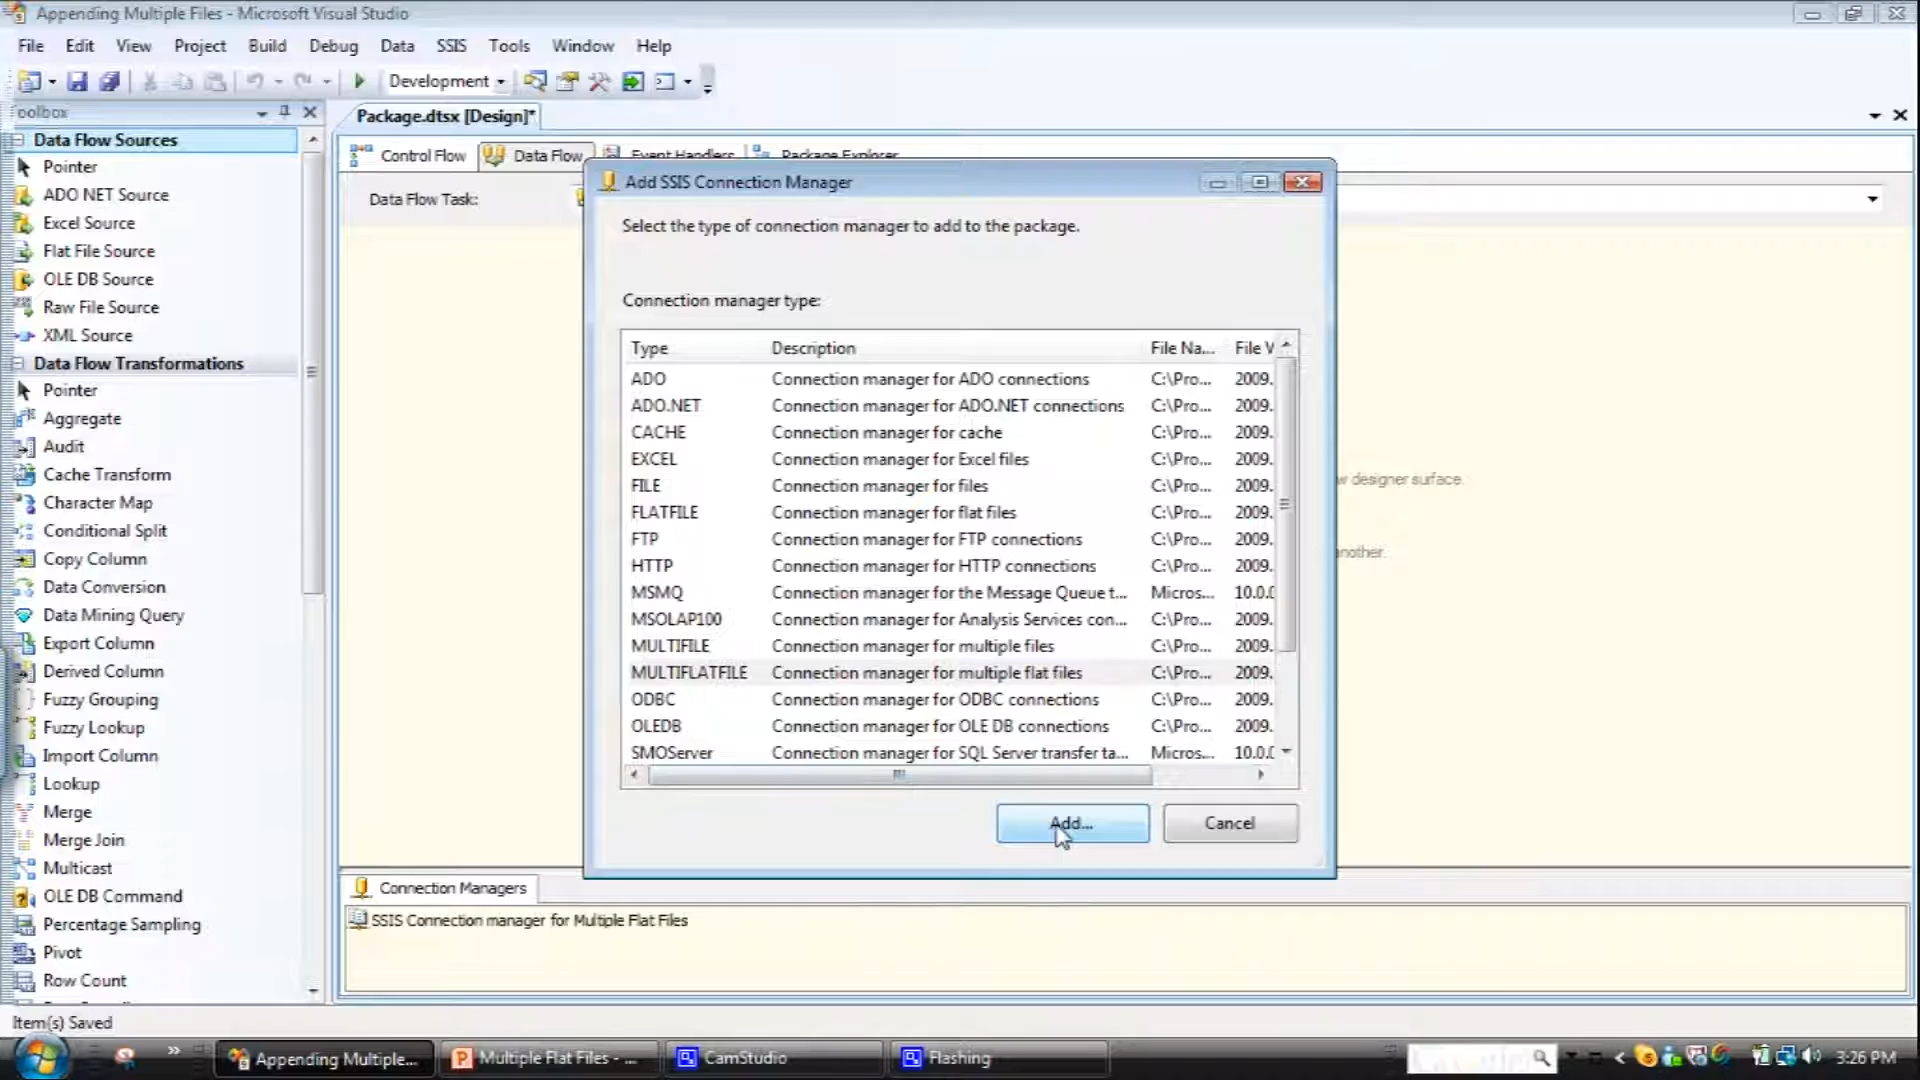 Appending Multiple Files - Microsoft Visual Studio
File Edit View Project Build Debug Data SSIS Tools Window Help
Development
Toolbox
Package.dtsx [Design]*
Data Flow Sources
Pointer
ADO NET Source
Excel Source
Flat File Source
OLE DB Source
Raw File Source
XML Source
Data Flow Transformations
Pointer
Aggregate
Audit
Cache Transform
Character Map
Conditional Split
Copy Column
Data Conversion
Data Mining Query
Export Column
Derived Column
Fuzzy Grouping
Fuzzy Lookup
Import Column
Lookup
Merge
Merge Join
Multicast
OLE DB Command
Percentage Sampling
Pivot
Row Count
Control Flow Data Flow Event Handlers Package Explorer
Data Flow Task:
designer surface.
another.
Add SSIS Connection Manager
Select the type of connection manager to add to the package.
Connection manager type:
Type Description File Na... File V
ADO Connection manager for ADO connections C:\Pro... 2009.
ADO.NET Connection manager for ADO.NET connections C:\Pro... 2009.
CACHE Connection manager for cache C:\Pro... 2009.
EXCEL Connection manager for Excel files C:\Pro... 2009.
FILE Connection manager for files C:\Pro... 2009.
FLATFILE Connection manager for flat files C:\Pro... 2009.
FTP Connection manager for FTP connections C:\Pro... 2009.
HTTP Connection manager for HTTP connections C:\Pro... 2009.
MSMQ Connection manager for the Message Queue t... Micros... 10.0.0
MSOLAP100 Connection manager for Analysis Services con... C:\Pro... 2009.
MULTIFILE Connection manager for multiple files C:\Pro... 2009.
MULTIFLATFILE Connection manager for multiple flat files C:\Pro... 2009.
ODBC Connection manager for ODBC connections C:\Pro... 2009.
OLEDB Connection manager for OLE DB connections C:\Pro... 2009.
SMOServer Connection manager for SQL Server transfer ta... Micros... 10.0.0
Add... Cancel
Connection Managers
SSIS Connection manager for Multiple Flat Files
Item(s) Saved
Appending Multiple... Multiple Flat Files - ... CamStudio Flashing 3:26 PM